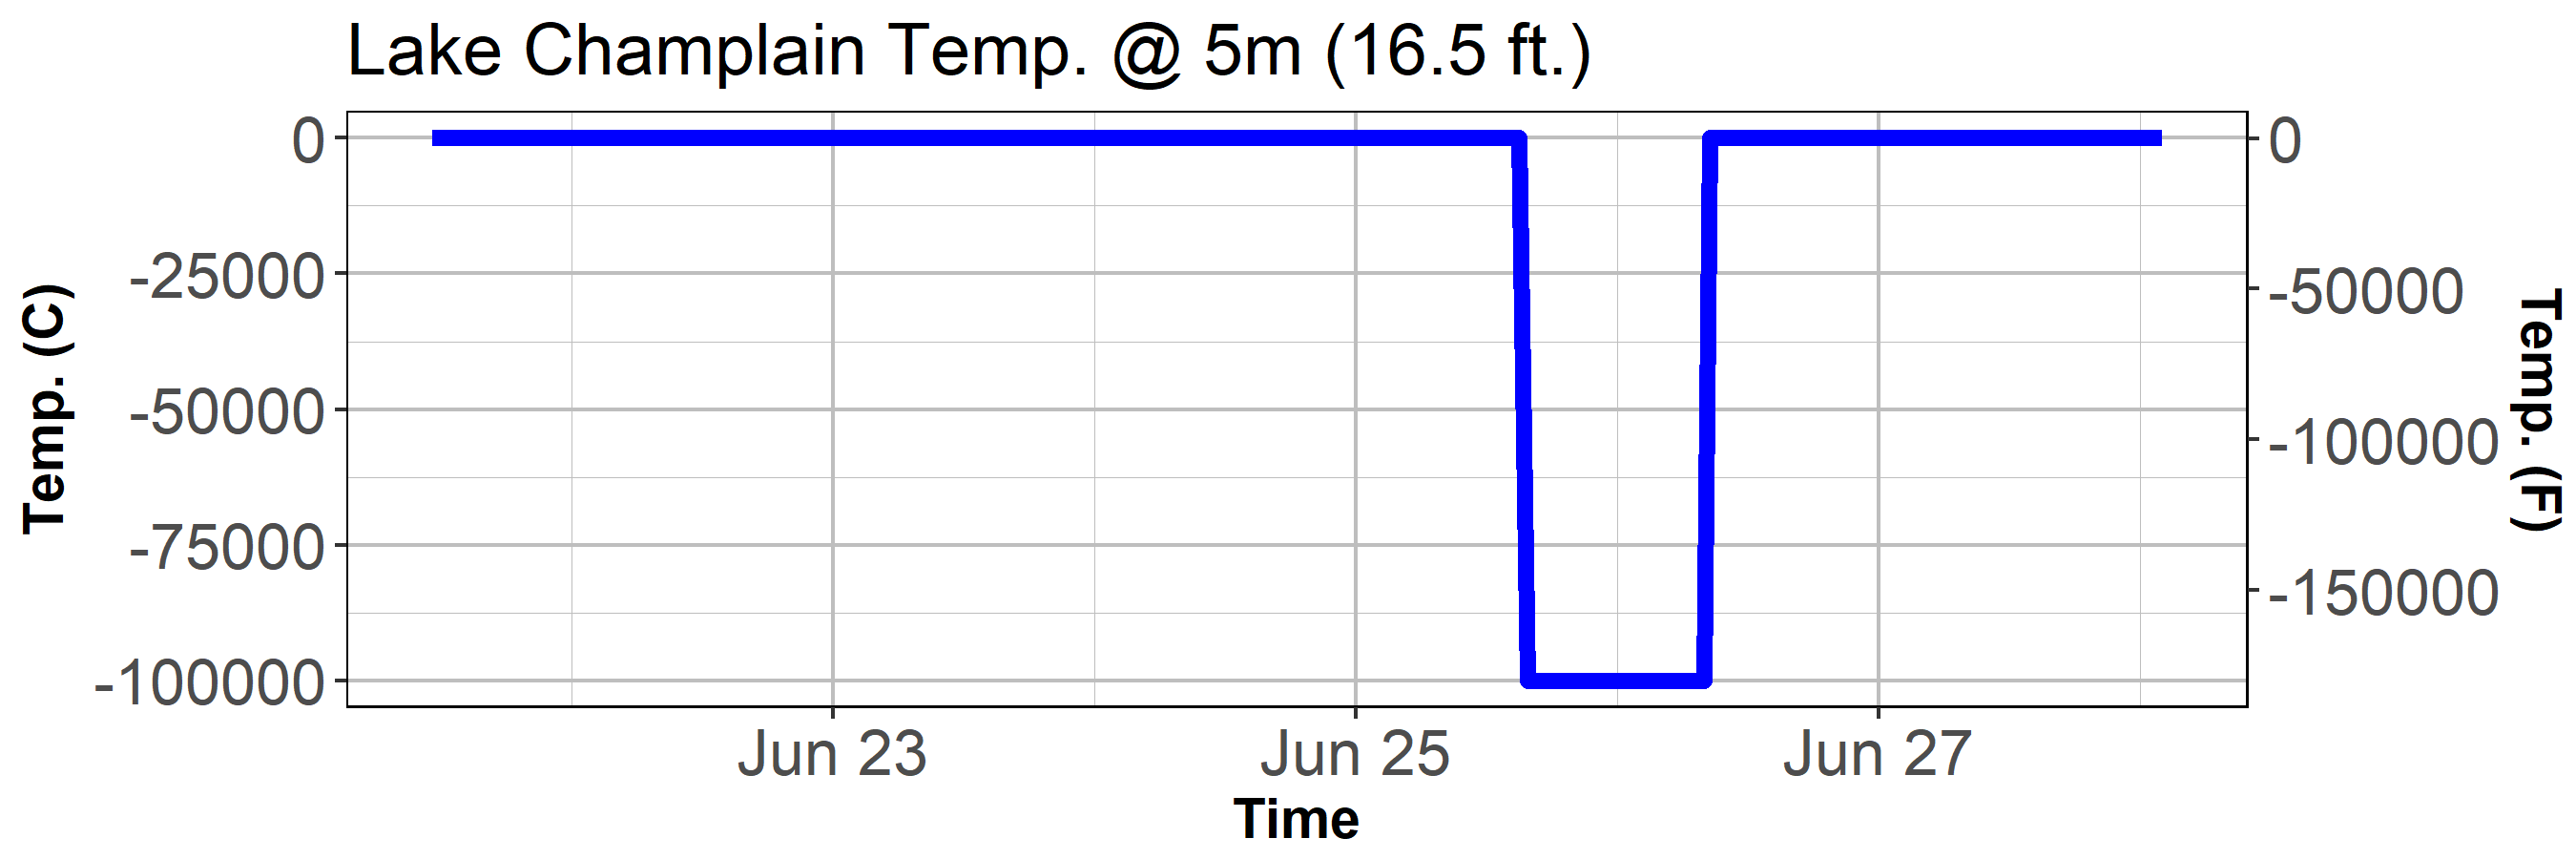 Lake Champlain Temp. @ 5m (16.5 ft.)
0
-25000
-50000
-75000
-100000
Temp. (C)
0
-50000
-100000
-150000
Temp. (F)
Jun 23 Jun 25 Jun 27
Time